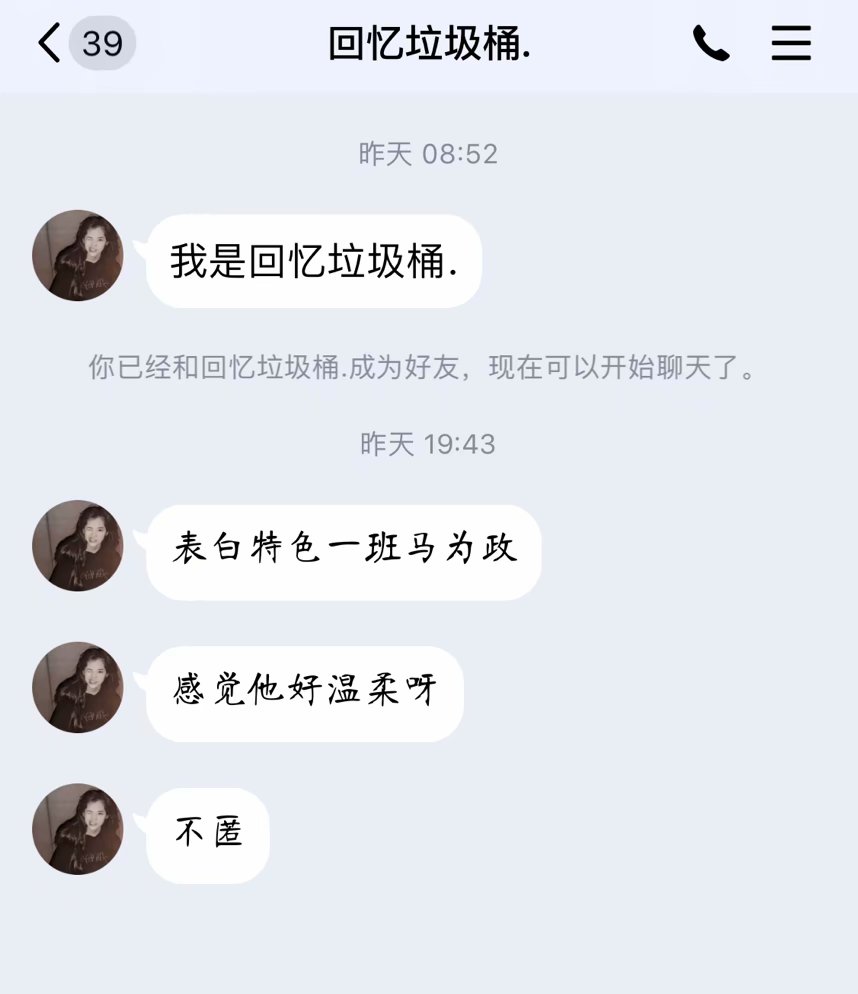 39
回忆垃圾桶.
昨天 08:52
我是回忆垃圾桶.
你已经和回忆垃圾桶.成为好友，现在可以开始聊天了。
昨天 19:43
表白特色一班马为政
感觉他好温柔呀
不匿